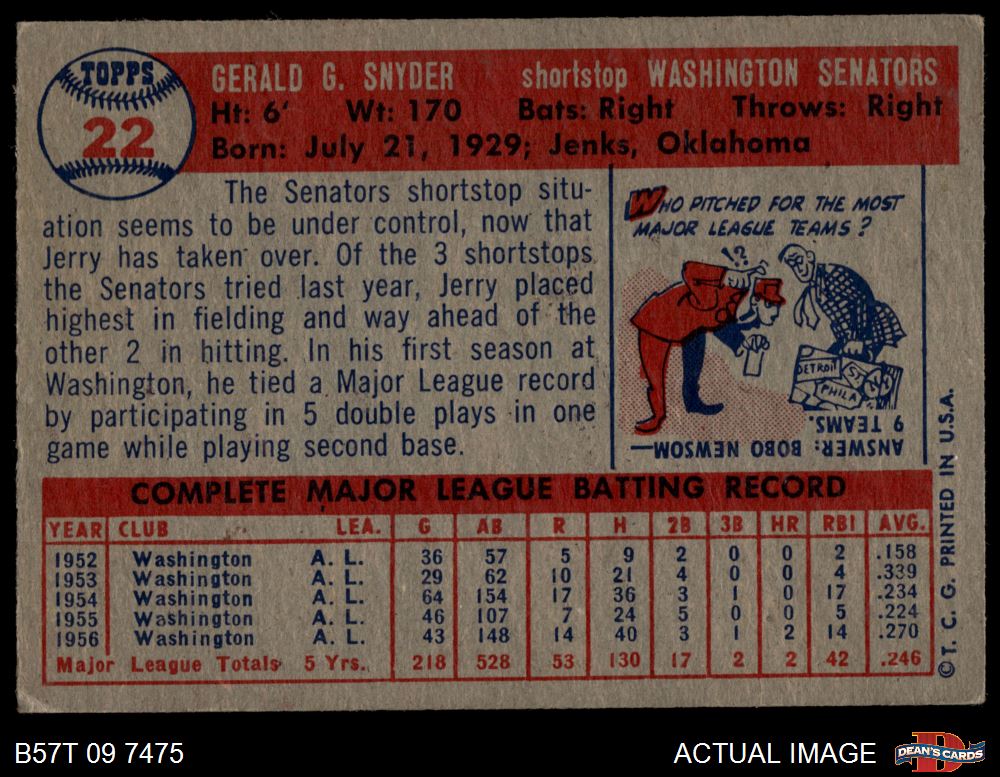 TOPPS
22
GERALD G. SNYDER shortstop WASHINGTON SENATORS
Ht: 6' Wt: 170 Bats: Right Throws: Right
Born: July 21, 1929; Jenks, Oklahoma
The Senators shortstop situ-
ation seems to be under control, now that
Jerry has taken over. Of the 3 shortstops
the Senators tried last year, Jerry placed
highest in fielding and way ahead of the
other 2 in hitting. In his first season at
Washington, he tied a Major League record
by participating in 5 double plays in one
game while playing second base.
WHO PITCHED FOR THE MOST
MAJOR LEAGUE TEAMS?
!?
DETROIT ST
PHILA
ANSWER: BOBO NEWSOM—
9 TEAMS.
COMPLETE MAJOR LEAGUE BATTING RECORD
YEAR CLUB LEA. G AB R H 2B 3B HR RBI AVG.
1952 Washington A. L. 36 57 5 9 2 0 0 2 .158
1953 Washington A. L. 29 62 10 21 4 0 0 4 .339
1954 Washington A. L. 64 154 17 36 3 1 0 17 .234
1955 Washington A. L. 46 107 7 24 5 0 0 5 .224
1956 Washington A. L. 43 148 14 40 3 1 2 14 .270
Major League Totals 5 Yrs. 218 528 53 130 17 2 2 42 .246
© T. C. G. PRINTED IN U.S.A.
B57T 09 7475
ACTUAL IMAGE
D
DEAN'S CARDS